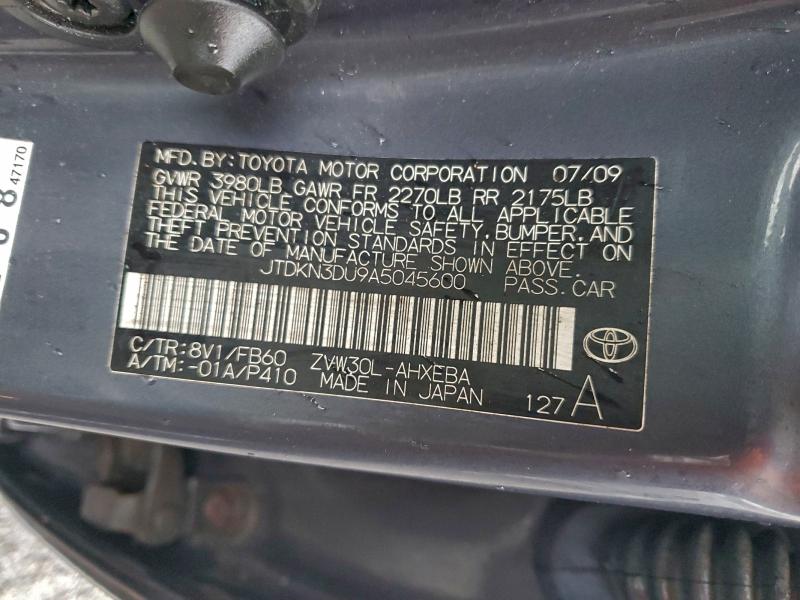 MFD. BY: TOYOTA MOTOR CORPORATION 07/09
GVWR 3980LB GAWR FR 2270LB RR 2175LB
THIS VEHICLE CONFORMS TO ALL APPLICABLE
FEDERAL MOTOR VEHICLE SAFETY, BUMPER, AND
THEFT PREVENTION STANDARDS IN EFFECT ON
THE DATE OF MANUFACTURE SHOWN ABOVE.
JTDKN3DU9A5045600 PASS. CAR
C/TR: 8V1/FB60 ZVW30L-AHXEBA
A/TM: -01A/P410 MADE IN JAPAN
127 A
47170